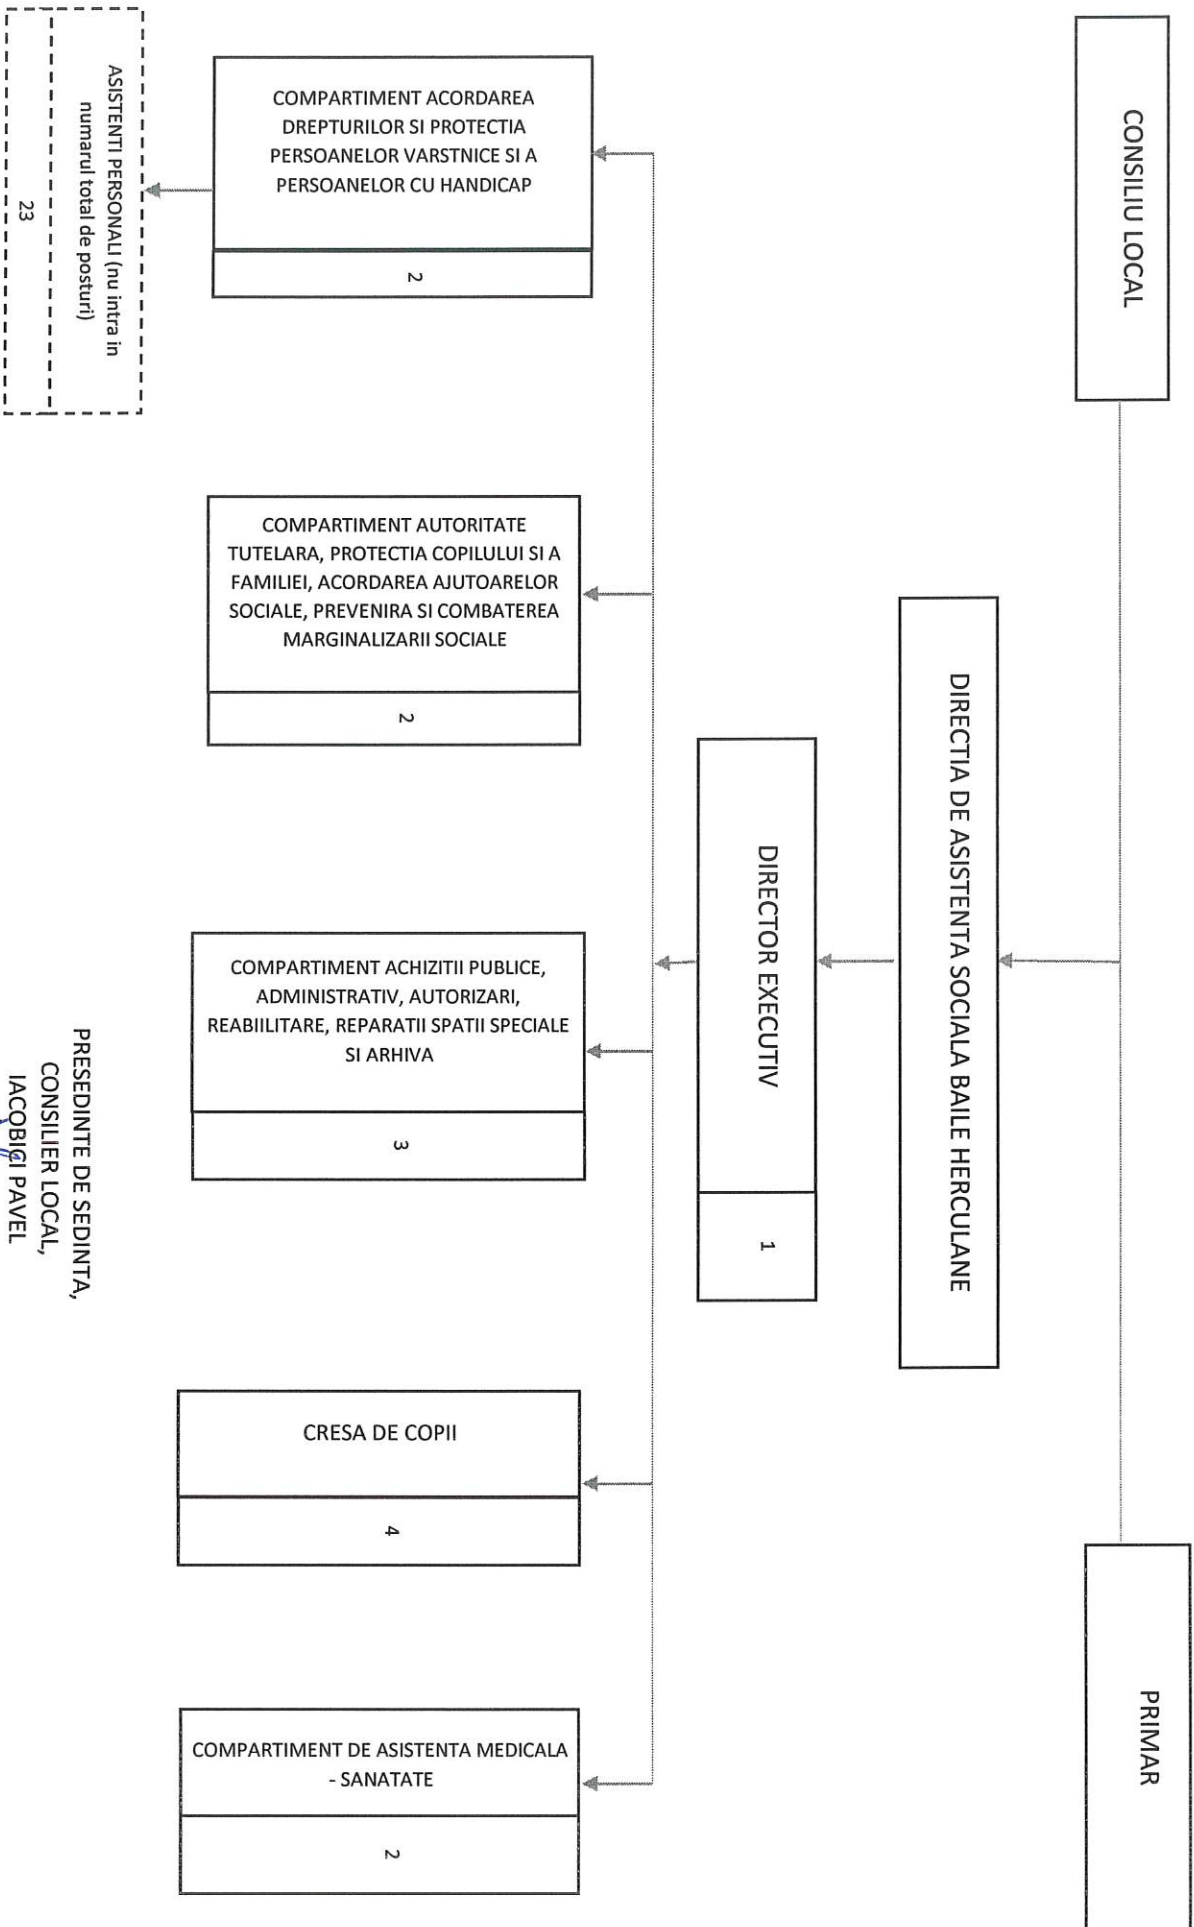 CONSILIU LOCAL
PRIMAR
DIRECTIA DE ASISTENTA SOCIALA BAILE HERCULANE
DIRECTOR EXECUTIV
1
COMPARTIMENT ACORDAREA
DREPTURILOR SI PROTECTIA
PERSOANELOR VARSTNICE SI A
PERSOANELOR CU HANDICAP
2
COMPARTIMENT AUTORITATE
TUTELARA, PROTECTIA COPILULUI SI A
FAMILIEI, ACORDAREA AJUTOARELOR
SOCIALE, PREVENIRA SI COMBATEREA
MARGINALIZARII SOCIALE
2
COMPARTIMENT ACHIZITII PUBLICE,
ADMINISTRATIV, AUTORIZARI,
REABIILITARE, REPARATII SPATII SPECIALE
SI ARHIVA
3
CRESA DE COPII
4
COMPARTIMENT DE ASISTENTA MEDICALA
- SANATATE
2
ASISTENTI PERSONALI (nu intra in
numarul total de posturi)
23
PRESEDINTE DE SEDINTA,
CONSILIER LOCAL,
IACOBICI PAVEL